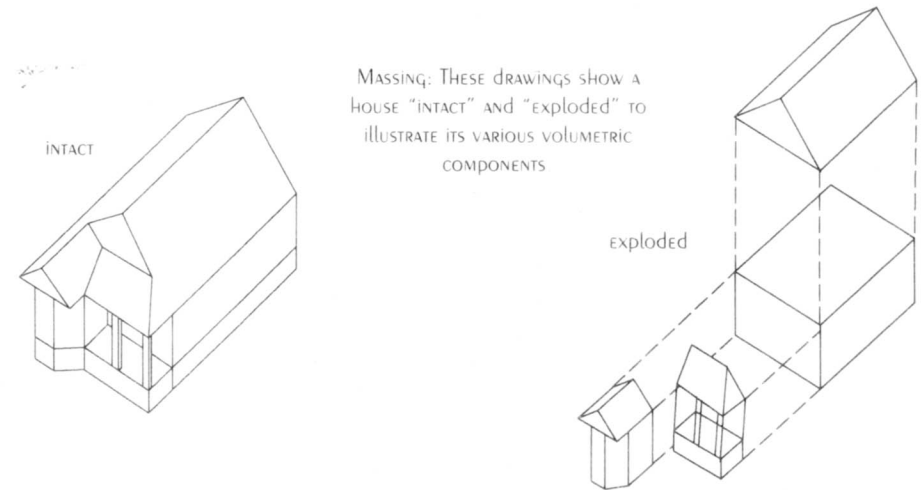 Massing: These drawings show a
house "intact" and "exploded" to
illustrate its various volumetric
components
intact
exploded